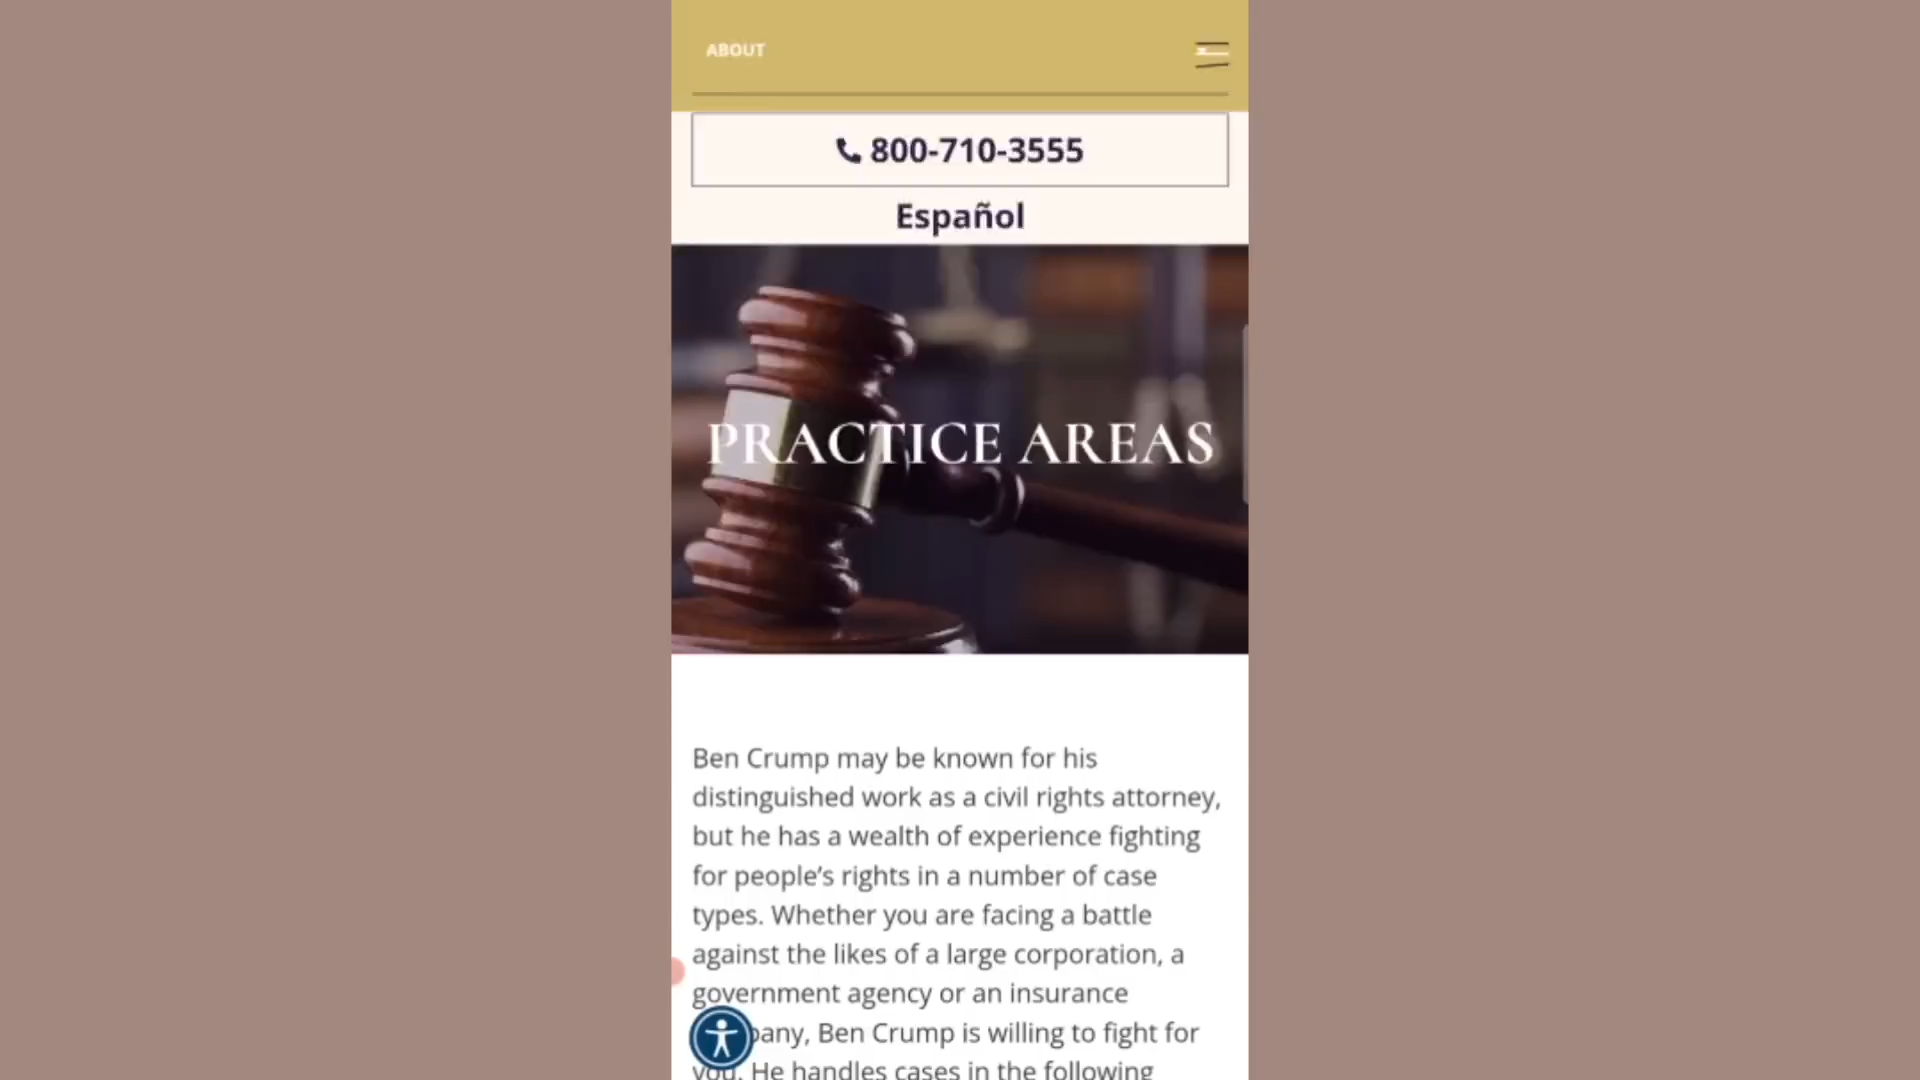 ABOUT
800-710-3555
Español
PRACTICE AREAS
Ben Crump may be known for his
distinguished work as a civil rights attorney,
but he has a wealth of experience fighting
for people’s rights in a number of case
types. Whether you are facing a battle
against the likes of a large corporation, a
government agency or an insurance
pany, Ben Crump is willing to fight for
you. He handles cases in the following